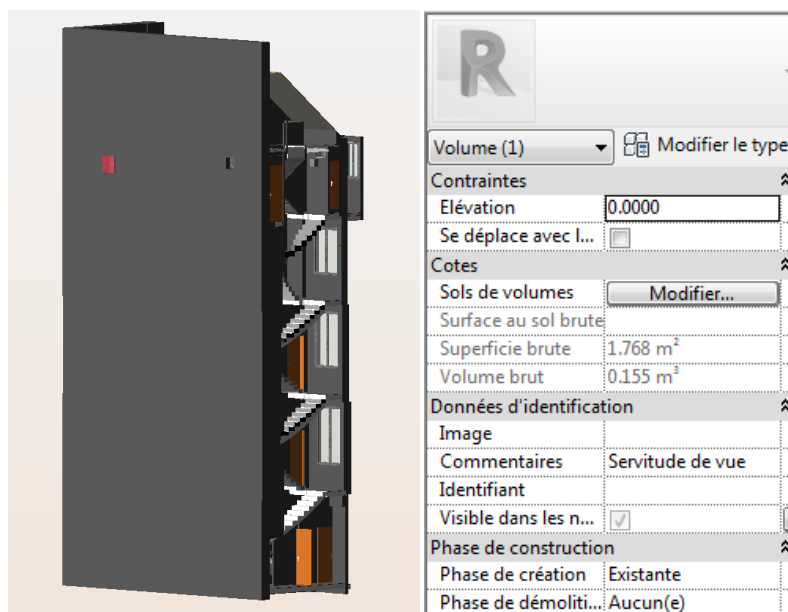 R
Volume (1)
Modifier le type
Contraintes
Elévation 0.0000
Se déplace avec l...
Cotes
Sols de volumes Modifier...
Surface au sol brute
Superficie brute 1.768 m²
Volume brut 0.155 m³
Données d'identification
Image
Commentaires Servitude de vue
Identifiant
Visible dans les n...
Phase de construction
Phase de création Existante
Phase de démoliti... Aucun(e)